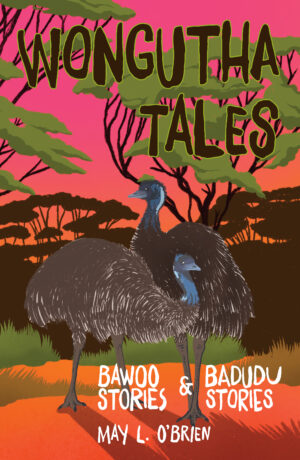 WONGUTHA
TALES
BAWOO & BADUDU
STORIES STORIES
MAY L. O'BRIEN